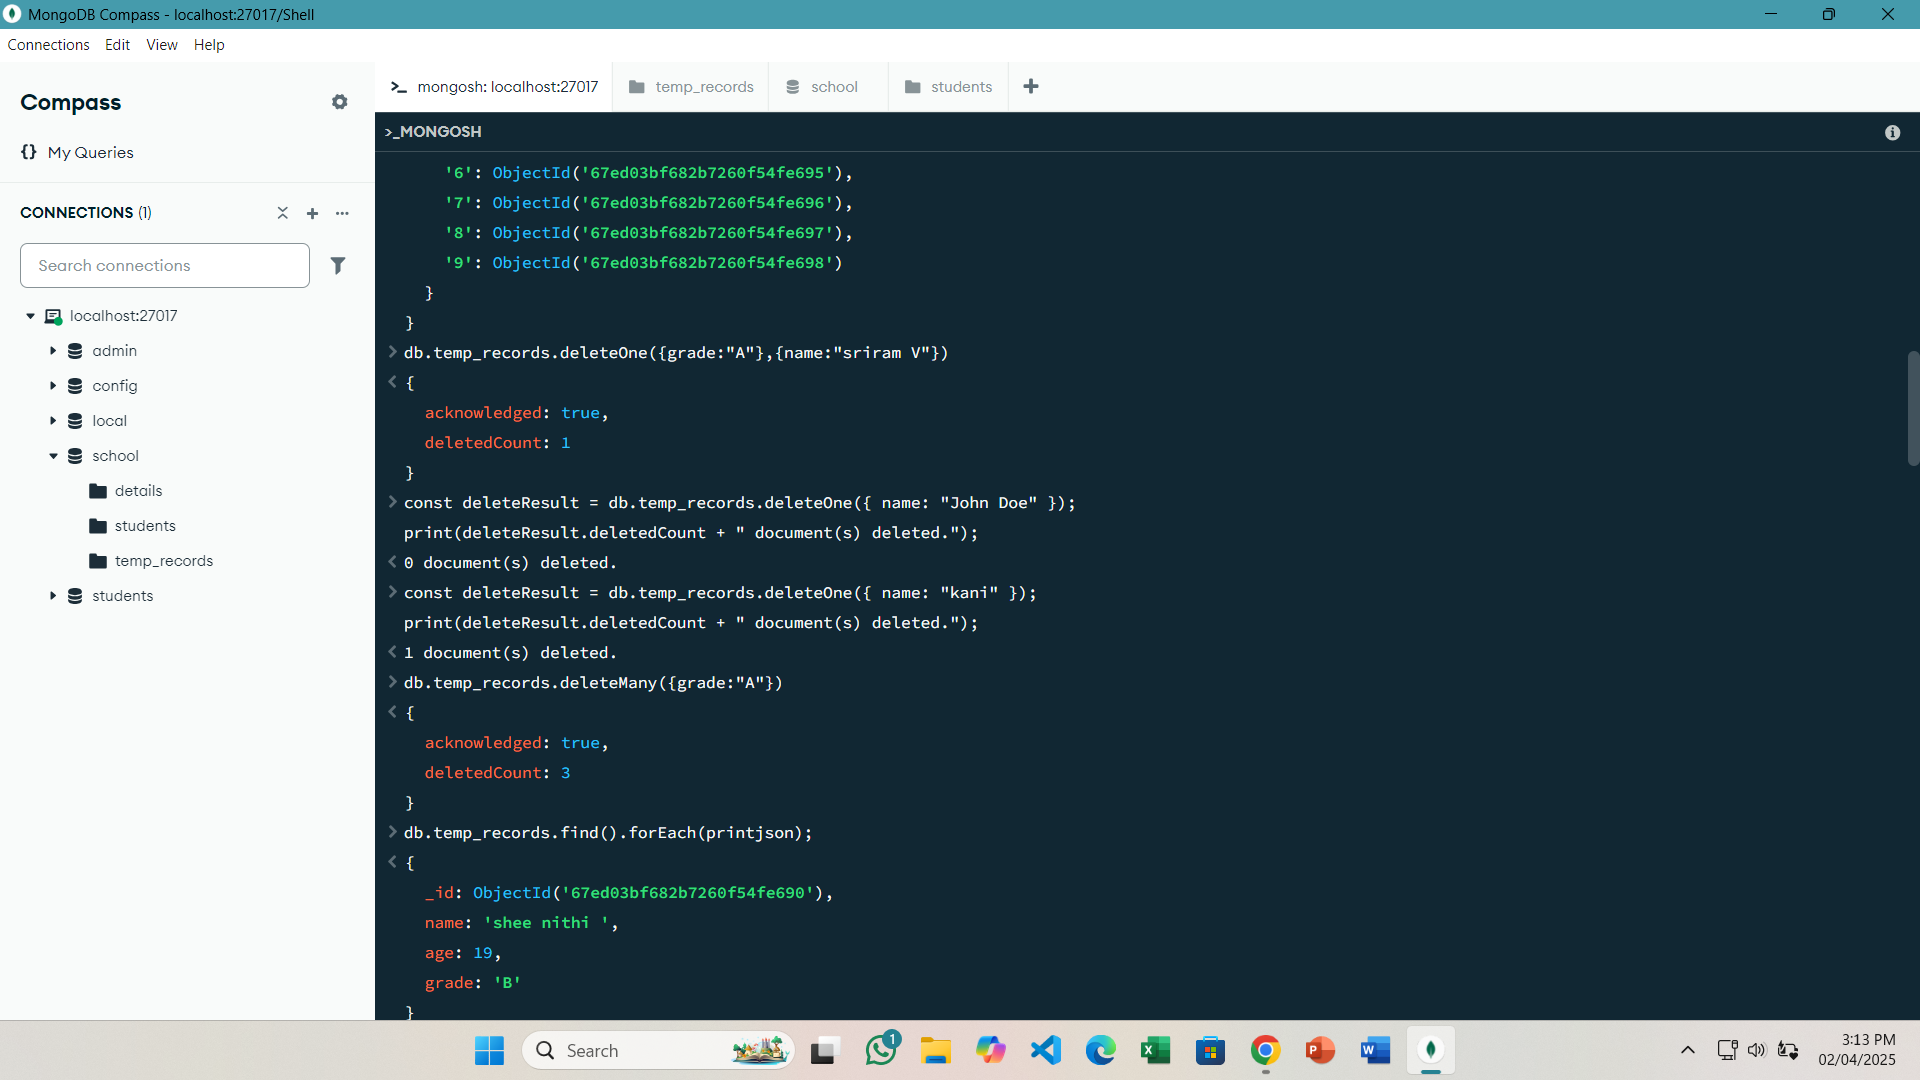 MongoDB Compass - localhost:27017/Shell
Connections Edit View Help
Compass
My Queries
CONNECTIONS (1)
Search connections
localhost:27017
admin
config
local
school
details
students
temp_records
students
mongosh: localhost:27017 temp_records school students
>_MONGOSH
'6': ObjectId('67ed03bf682b7260f54fe695'),
'7': ObjectId('67ed03bf682b7260f54fe696'),
'8': ObjectId('67ed03bf682b7260f54fe697'),
'9': ObjectId('67ed03bf682b7260f54fe698')
}
}
> db.temp_records.deleteOne({grade:"A"},{name:"sriram V"})
< {
acknowledged: true,
deletedCount: 1
}
> const deleteResult = db.temp_records.deleteOne({ name: "John Doe" });
print(deleteResult.deletedCount + " document(s) deleted.");
< 0 document(s) deleted.
> const deleteResult = db.temp_records.deleteOne({ name: "kani" });
print(deleteResult.deletedCount + " document(s) deleted.");
< 1 document(s) deleted.
> db.temp_records.deleteMany({grade:"A"})
< {
acknowledged: true,
deletedCount: 3
}
> db.temp_records.find().forEach(printjson);
< {
_id: ObjectId('67ed03bf682b7260f54fe690'),
name: 'shee nithi ',
age: 19,
grade: 'B'
}
Search
1
3:13 PM
02/04/2025